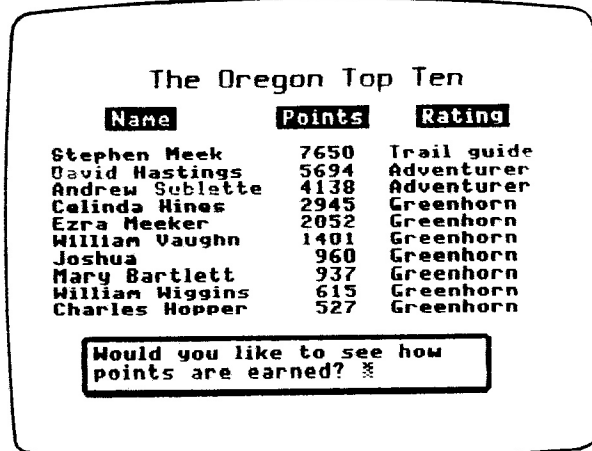 The Oregon Top Ten
Name Points Rating
Stephen Meek 7650 Trail guide
David Hastings 5694 Adventurer
Andrew Sublette 4138 Adventurer
Celinda Hines 2945 Greenhorn
Ezra Meeker 2052 Greenhorn
William Vaughn 1401 Greenhorn
Joshua 960 Greenhorn
Mary Bartlett 937 Greenhorn
William Wiggins 615 Greenhorn
Charles Hopper 527 Greenhorn
Would you like to see how
points are earned?